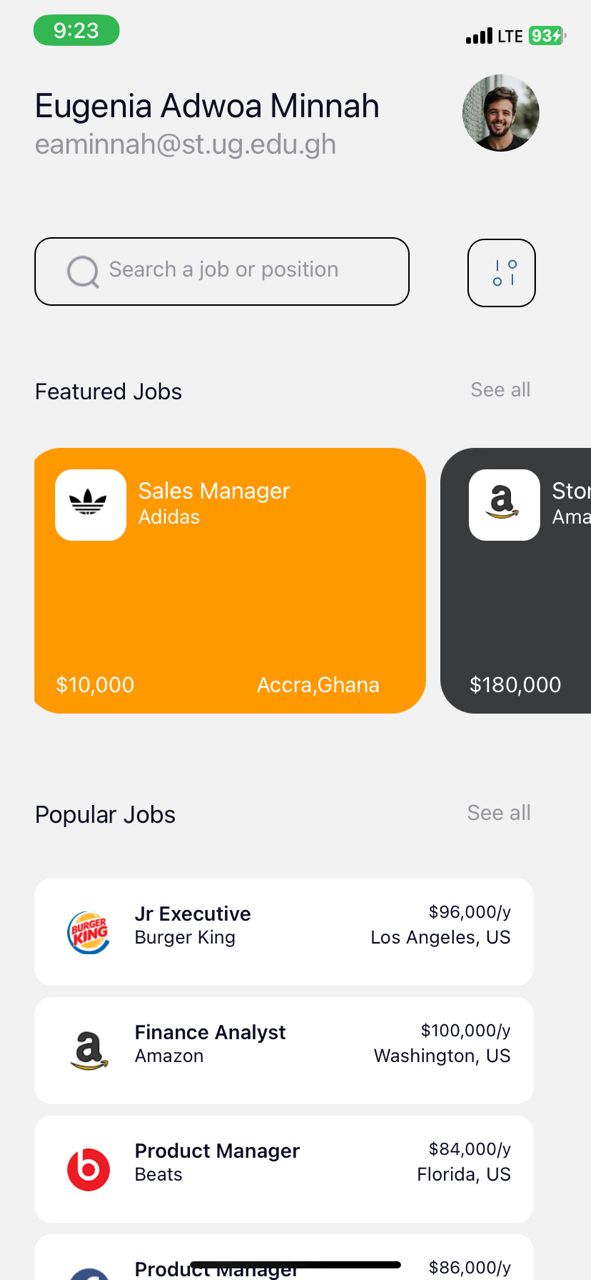 9:23
LTE 93
Eugenia Adwoa Minnah
eaminnah@st.ug.edu.gh
Search a job or position
Featured Jobs See all
Sales Manager
Adidas
$10,000 Accra,Ghana
a Stor
Ama
$180,000
Popular Jobs See all
BURGER KING
Jr Executive $96,000/y
Burger King Los Angeles, US
a
Finance Analyst $100,000/y
Amazon Washington, US
b
Product Manager $84,000/y
Beats Florida, US
Product Manager $86,000/y